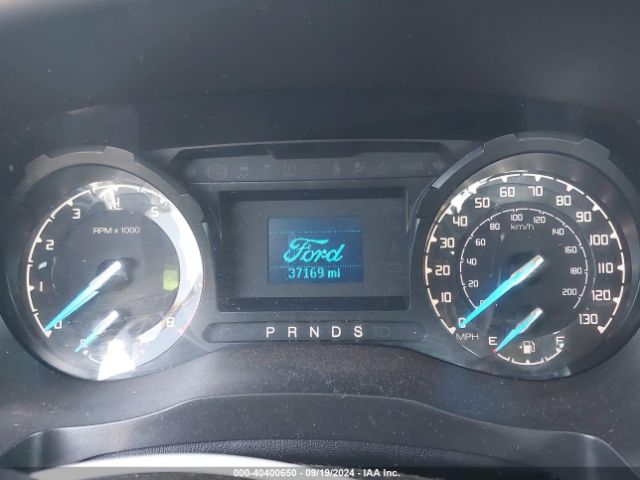 RPM x 1000
0 1 2 3 5 8
Ford
37169 mi
P R N D S
0 10 20 30 40 50 60 70 80 90 100 110 120 130
MPH
60 80 100 120 140 160 180 200
km/h
E F
000-40400650 - 09/19/2024 - IAA Inc.